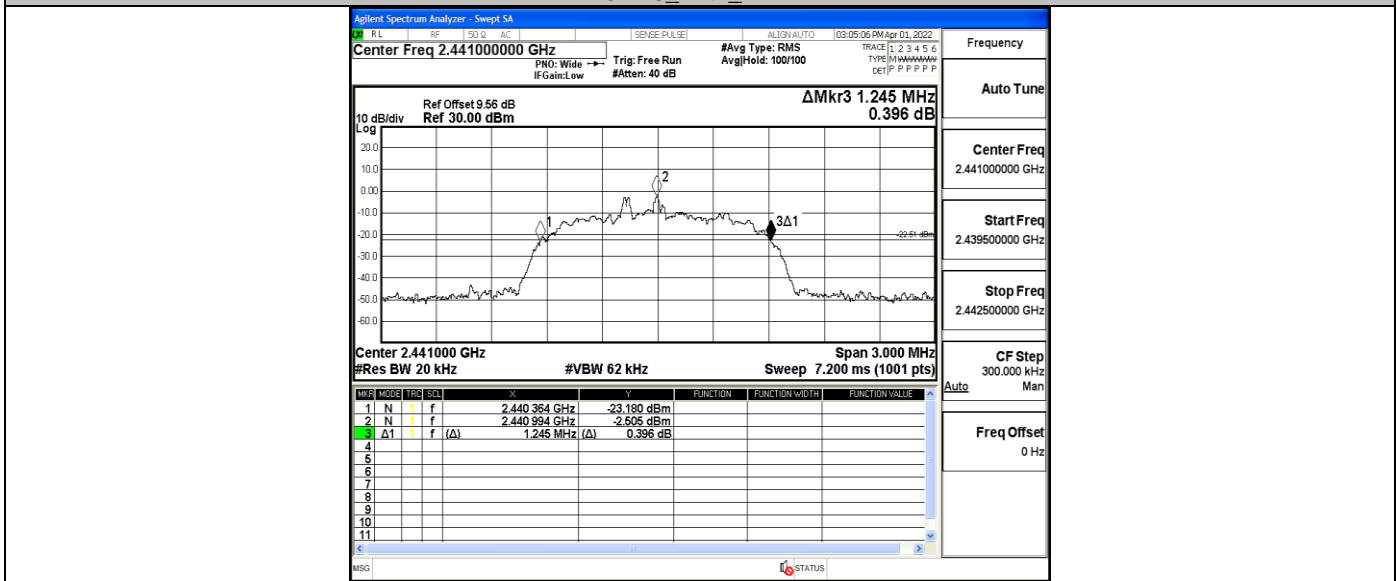 Agilent Spectrum Analyzer - Swept SA
RL RF 50 Ω AC SENSE:PULSE ALIGN AUTO 03:05:06 PM Apr 01, 2022
Center Freq 2.441000000 GHz
PNO: Wide
IFGain:Low
Trig: Free Run
#Atten: 40 dB
#Avg Type: RMS
Avg|Hold: 100/100
TRACE 1 2 3 4 5 6
TYPE M
DET P P P P P P
Ref Offset 9.56 dB
10 dB/div Ref 30.00 dBm
Log
ΔMkr3 1.245 MHz
0.396 dB
20.0
10.0
0.00
-10.0
-20.0
-30.0
-40.0
-50.0
-60.0
1
2
3Δ1
-22.51 dBm
Center 2.441000 GHz Span 3.000 MHz
#Res BW 20 kHz #VBW 62 kHz Sweep 7.200 ms (1001 pts)
MKR MODE TRC SCL X Y FUNCTION FUNCTION WIDTH FUNCTION VALUE
1 N 1 f 2.440 364 GHz -23.180 dBm
2 N 1 f 2.440 994 GHz -2.505 dBm
3 Δ1 1 f (Δ) 1.245 MHz (Δ) 0.396 dB
4
5
6
7
8
9
10
11
MSG STATUS
Frequency
Auto Tune
Center Freq
2.441000000 GHz
Start Freq
2.439500000 GHz
Stop Freq
2.442500000 GHz
CF Step
300.000 kHz
Auto Man
Freq Offset
0 Hz